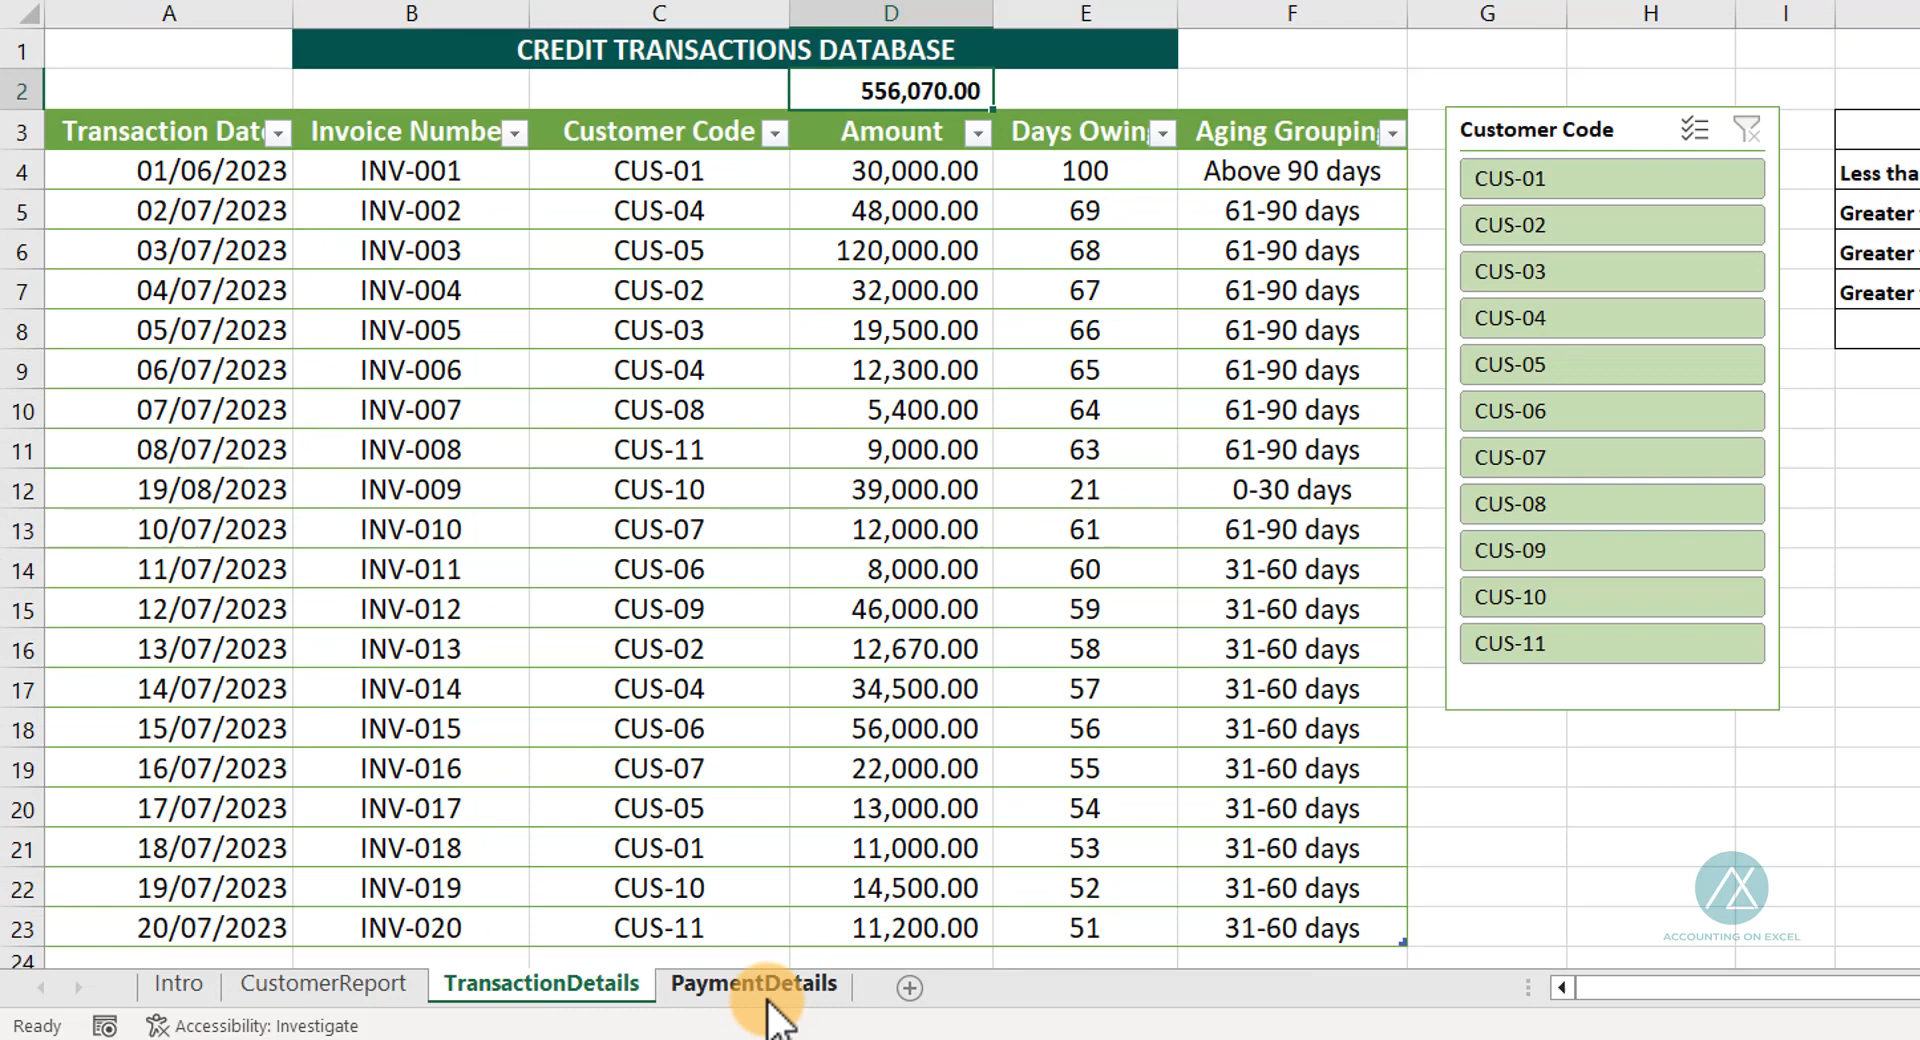 A B C D E F G H I
1 CREDIT TRANSACTIONS DATABASE
2 556,070.00
3 Transaction Dat Invoice Numbe Customer Code Amount Days Owin Aging Groupin
4 01/06/2023 INV-001 CUS-01 30,000.00 100 Above 90 days
5 02/07/2023 INV-002 CUS-04 48,000.00 69 61-90 days
6 03/07/2023 INV-003 CUS-05 120,000.00 68 61-90 days
7 04/07/2023 INV-004 CUS-02 32,000.00 67 61-90 days
8 05/07/2023 INV-005 CUS-03 19,500.00 66 61-90 days
9 06/07/2023 INV-006 CUS-04 12,300.00 65 61-90 days
10 07/07/2023 INV-007 CUS-08 5,400.00 64 61-90 days
11 08/07/2023 INV-008 CUS-11 9,000.00 63 61-90 days
12 19/08/2023 INV-009 CUS-10 39,000.00 21 0-30 days
13 10/07/2023 INV-010 CUS-07 12,000.00 61 61-90 days
14 11/07/2023 INV-011 CUS-06 8,000.00 60 31-60 days
15 12/07/2023 INV-012 CUS-09 46,000.00 59 31-60 days
16 13/07/2023 INV-013 CUS-02 12,670.00 58 31-60 days
17 14/07/2023 INV-014 CUS-04 34,500.00 57 31-60 days
18 15/07/2023 INV-015 CUS-06 56,000.00 56 31-60 days
19 16/07/2023 INV-016 CUS-07 22,000.00 55 31-60 days
20 17/07/2023 INV-017 CUS-05 13,000.00 54 31-60 days
21 18/07/2023 INV-018 CUS-01 11,000.00 53 31-60 days
22 19/07/2023 INV-019 CUS-10 14,500.00 52 31-60 days
23 20/07/2023 INV-020 CUS-11 11,200.00 51 31-60 days
24
Customer Code
CUS-01
CUS-02
CUS-03
CUS-04
CUS-05
CUS-06
CUS-07
CUS-08
CUS-09
CUS-10
CUS-11
Less tha
Greater
Greater
Greater
ACCOUNTING ON EXCEL
Intro CustomerReport TransactionDetails PaymentDetails
Ready Accessibility: Investigate